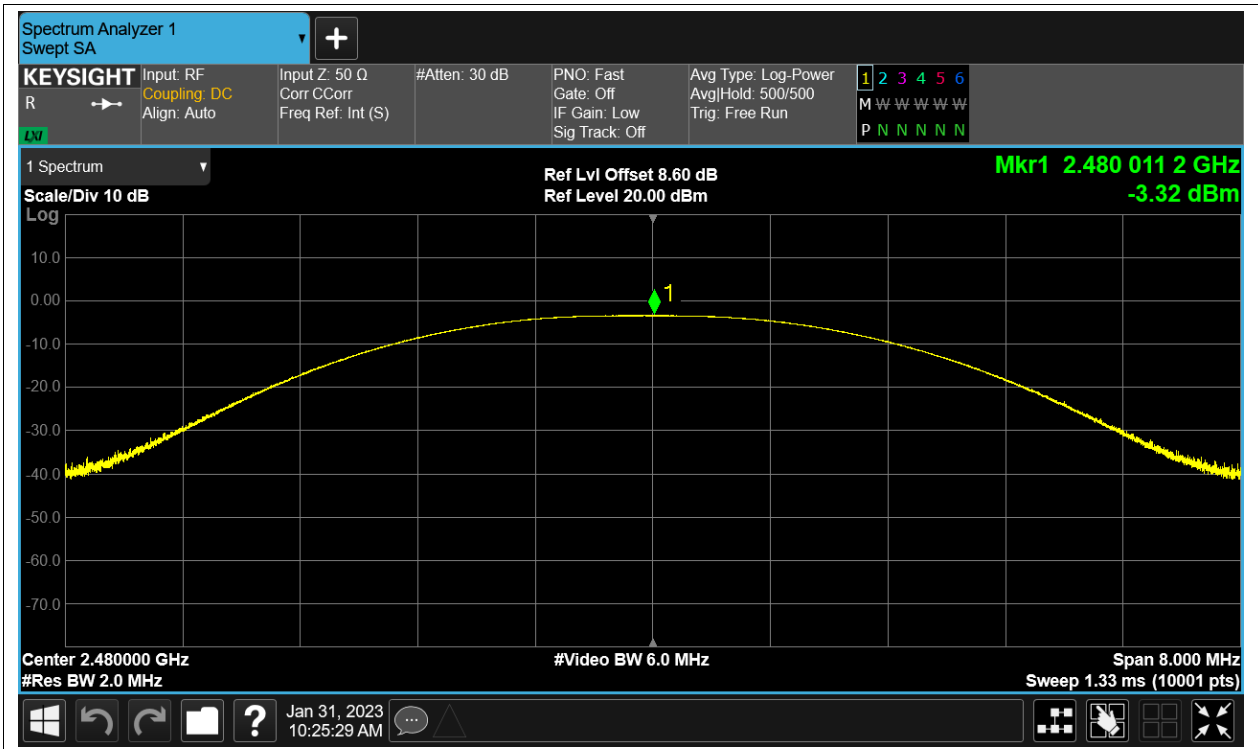 Spectrum Analyzer 1
Swept SA
KEYSIGHT
R
LXI
Input: RF
Coupling: DC
Align: Auto
Input Z: 50 Ω
Corr CCorr
Freq Ref: Int (S)
#Atten: 30 dB
PNO: Fast
Gate: Off
IF Gain: Low
Sig Track: Off
Avg Type: Log-Power
Avg|Hold: 500/500
Trig: Free Run
1 2 3 4 5 6
M W W W W W
P N N N N N
1 Spectrum
Scale/Div 10 dB
Log
Ref Lvl Offset 8.60 dB
Ref Level 20.00 dBm
Mkr1 2.480 011 2 GHz
-3.32 dBm
10.0
0.00
-10.0
-20.0
-30.0
-40.0
-50.0
-60.0
-70.0
1
Center 2.480000 GHz
#Video BW 6.0 MHz
Span 8.000 MHz
#Res BW 2.0 MHz
Sweep 1.33 ms (10001 pts)
?
Jan 31, 2023
10:25:29 AM